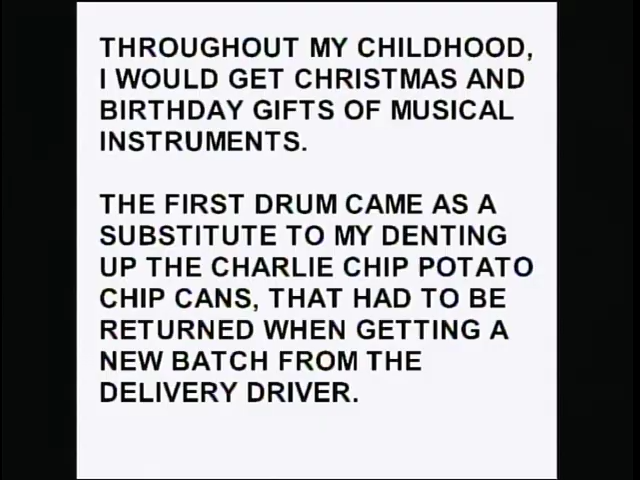 THROUGHOUT MY CHILDHOOD,
I WOULD GET CHRISTMAS AND
BIRTHDAY GIFTS OF MUSICAL
INSTRUMENTS.
THE FIRST DRUM CAME AS A
SUBSTITUTE TO MY DENTING
UP THE CHARLIE CHIP POTATO
CHIP CANS, THAT HAD TO BE
RETURNED WHEN GETTING A
NEW BATCH FROM THE
DELIVERY DRIVER.